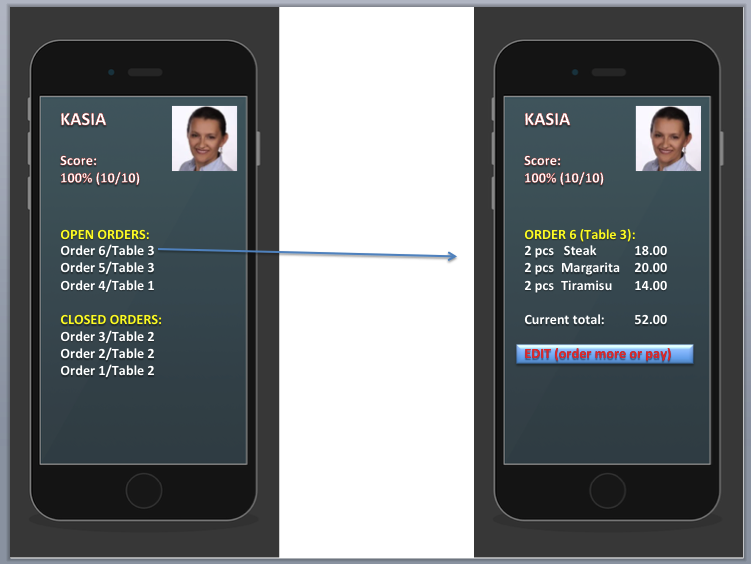 KASIA
Score:
100% (10/10)
OPEN ORDERS:
Order 6/Table 3
Order 5/Table 3
Order 4/Table 1
CLOSED ORDERS:
Order 3/Table 2
Order 2/Table 2
Order 1/Table 2
KASIA
Score:
100% (10/10)
ORDER 6 (Table 3):
2 pcs Steak 18.00
2 pcs Margarita 20.00
2 pcs Tiramisu 14.00
Current total: 52.00
EDIT (order more or pay)